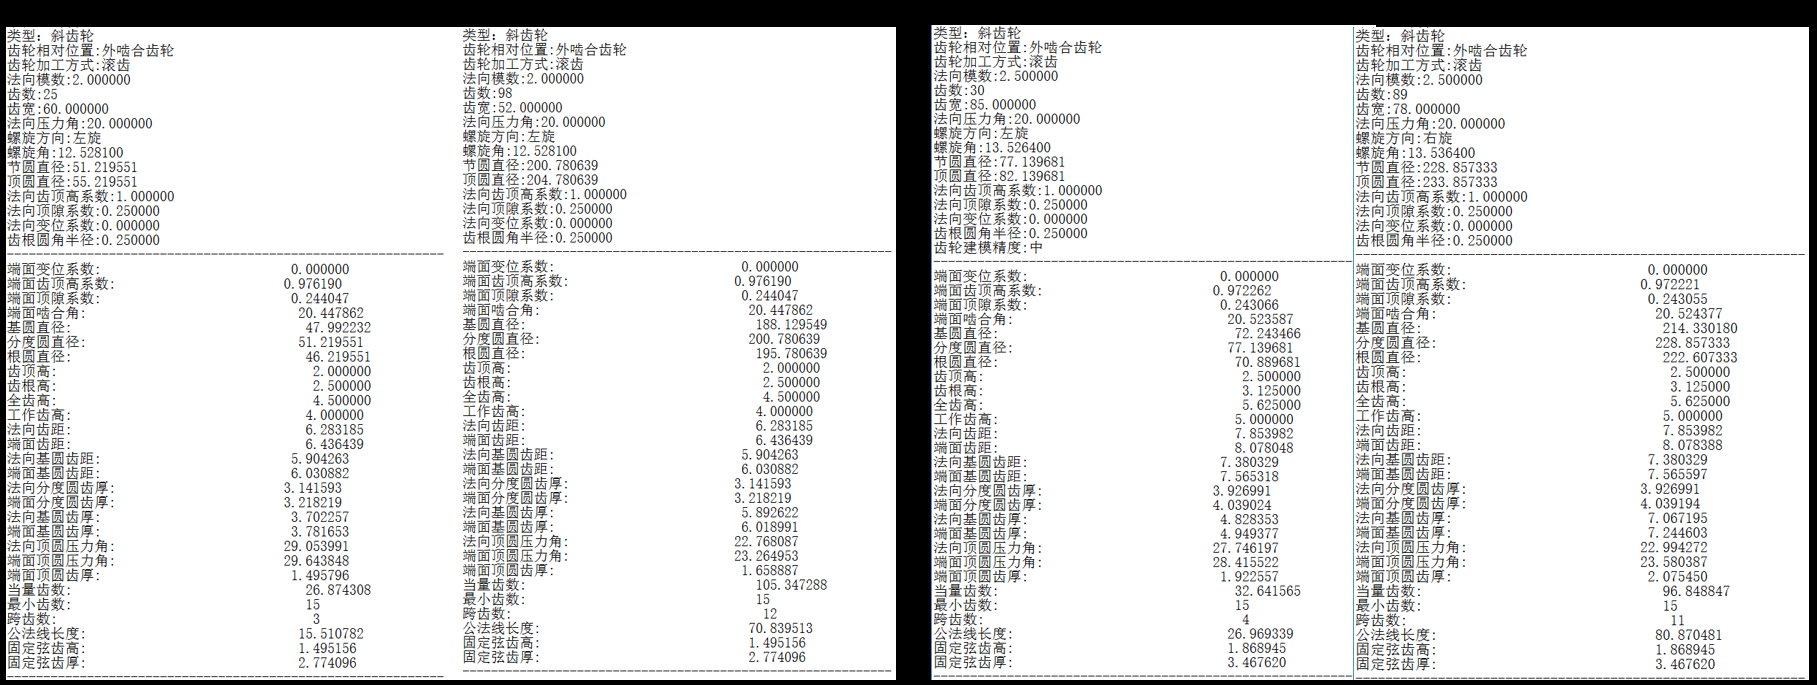 类型: 斜齿轮
齿轮相对位置:外啮合齿轮
齿轮加工方式:滚齿
法向模数:2.000000
齿数:25
齿宽:60.000000
法向压力角:20.000000
螺旋方向:左旋
螺旋角:12.528100
节圆直径:51.219551
顶圆直径:55.219551
法向齿顶高系数:1.000000
法向顶隙系数:0.250000
法向变位系数:0.000000
齿根圆角半径:0.250000
端面变位系数: 0.000000
端面齿顶高系数: 0.976190
端面顶隙系数: 0.244047
端面啮合角: 20.447862
基圆直径: 47.992232
分度圆直径: 51.219551
根圆直径: 46.219551
齿顶高: 2.000000
齿根高: 2.500000
全齿高: 4.500000
工作齿高: 4.000000
法向齿距: 6.283185
端面齿距: 6.436439
法向基圆齿距: 5.904263
端面基圆齿距: 6.030882
法向分度圆齿厚: 3.141593
端面分度圆齿厚: 3.218219
法向基圆齿厚: 3.702257
端面基圆齿厚: 3.781653
法向顶圆压力角: 29.053991
端面顶圆压力角: 29.643848
端面顶圆齿厚: 1.495796
当量齿数: 26.874308
最小齿数: 15
跨齿数: 3
公法线长度: 15.510782
固定弦齿高: 1.495156
固定弦齿厚: 2.774096
类型: 斜齿轮
齿轮相对位置:外啮合齿轮
齿轮加工方式:滚齿
法向模数:2.000000
齿数:98
齿宽:52.000000
法向压力角:20.000000
螺旋方向:左旋
螺旋角:12.528100
节圆直径:200.780639
顶圆直径:204.780639
法向齿顶高系数:1.000000
法向顶隙系数:0.250000
法向变位系数:0.000000
齿根圆角半径:0.250000
端面变位系数: 0.000000
端面齿顶高系数: 0.976190
端面顶隙系数: 0.244047
端面啮合角: 20.447862
基圆直径: 188.129549
分度圆直径: 200.780639
根圆直径: 195.780639
齿顶高: 2.000000
齿根高: 2.500000
全齿高: 4.500000
工作齿高: 4.000000
法向齿距: 6.283185
端面齿距: 6.436439
法向基圆齿距: 5.904263
端面基圆齿距: 6.030882
法向分度圆齿厚: 3.141593
端面分度圆齿厚: 3.218219
法向基圆齿厚: 5.892622
端面基圆齿厚: 6.018991
法向顶圆压力角: 22.768087
端面顶圆压力角: 23.264953
端面顶圆齿厚: 1.658887
当量齿数: 105.347288
最小齿数: 15
跨齿数: 12
公法线长度: 70.839513
固定弦齿高: 1.495156
固定弦齿厚: 2.774096
类型: 斜齿轮
齿轮相对位置:外啮合齿轮
齿轮加工方式:滚齿
法向模数:2.500000
齿数:30
齿宽:85.000000
法向压力角:20.000000
螺旋方向:左旋
螺旋角:13.526400
节圆直径:77.139681
顶圆直径:82.139681
法向齿顶高系数:1.000000
法向顶隙系数:0.250000
法向变位系数:0.000000
齿根圆角半径:0.250000
齿轮建模精度:中
端面变位系数: 0.000000
端面齿顶高系数: 0.972262
端面顶隙系数: 0.243066
端面啮合角: 20.523587
基圆直径: 72.243466
分度圆直径: 77.139681
根圆直径: 70.889681
齿顶高: 2.500000
齿根高: 3.125000
全齿高: 5.625000
工作齿高: 5.000000
法向齿距: 7.853982
端面齿距: 8.078048
法向基圆齿距: 7.380329
端面基圆齿距: 7.565318
法向分度圆齿厚: 3.926991
端面分度圆齿厚: 4.039024
法向基圆齿厚: 4.828353
端面基圆齿厚: 4.949377
法向顶圆压力角: 27.746197
端面顶圆压力角: 28.415522
端面顶圆齿厚: 1.922557
当量齿数: 32.641565
最小齿数: 15
跨齿数: 4
公法线长度: 26.969339
固定弦齿高: 1.868945
固定弦齿厚: 3.467620
类型: 斜齿轮
齿轮相对位置:外啮合齿轮
齿轮加工方式:滚齿
法向模数:2.500000
齿数:89
齿宽:78.000000
法向压力角:20.000000
螺旋方向:右旋
螺旋角:13.536400
节圆直径:228.857333
顶圆直径:233.857333
法向齿顶高系数:1.000000
法向顶隙系数:0.250000
法向变位系数:0.000000
齿根圆角半径:0.250000
端面变位系数: 0.000000
端面齿顶高系数: 0.972221
端面顶隙系数: 0.243055
端面啮合角: 20.524377
基圆直径: 214.330180
分度圆直径: 228.857333
根圆直径: 222.607333
齿顶高: 2.500000
齿根高: 3.125000
全齿高: 5.625000
工作齿高: 5.000000
法向齿距: 7.853982
端面齿距: 8.078388
法向基圆齿距: 7.380329
端面基圆齿距: 7.565597
法向分度圆齿厚: 3.926991
端面分度圆齿厚: 4.039194
法向基圆齿厚: 7.067195
端面基圆齿厚: 7.244603
法向顶圆压力角: 22.994272
端面顶圆压力角: 23.580387
端面顶圆齿厚: 2.075450
当量齿数: 96.848847
最小齿数: 15
跨齿数: 11
公法线长度: 80.870481
固定弦齿高: 1.868945
固定弦齿厚: 3.467620